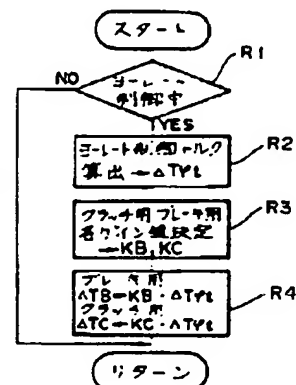 スタート
R1
NO
ヨーレート
制御中
YES
ヨーレート制御トルク
算出→ΔTYt
R2
クラッチ用ブレーキ用
各ゲイン値決定
→KB,KC
R3
ブレーキ用
ΔTB=KB・ΔTYt
クラッチ用
ΔTC=KC・ΔTYt
R4
リターン